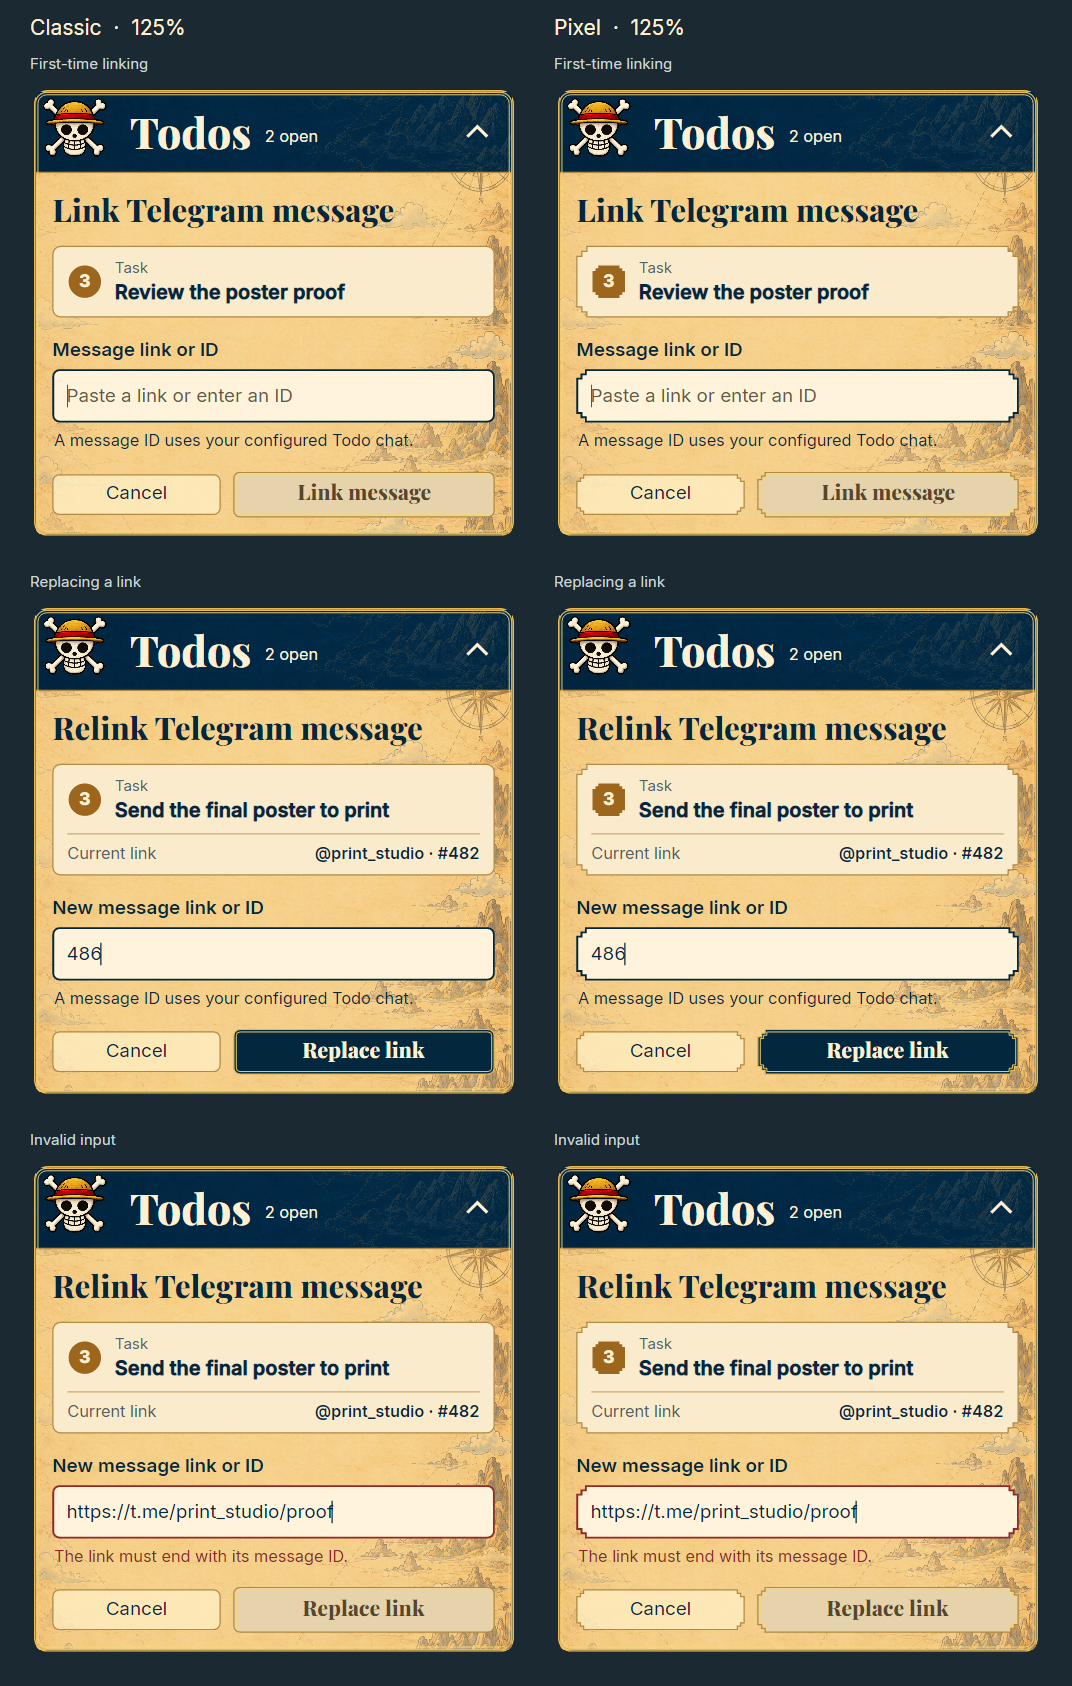 Classic · 125%
First-time linking
Todos 2 open
Link Telegram message
3
Task
Review the poster proof
Message link or ID
Paste a link or enter an ID
A message ID uses your configured Todo chat.
Cancel
Link message
Replacing a link
Todos 2 open
Relink Telegram message
3
Task
Send the final poster to print
Current link @print_studio · #482
New message link or ID
486
A message ID uses your configured Todo chat.
Cancel
Replace link
Invalid input
Todos 2 open
Relink Telegram message
3
Task
Send the final poster to print
Current link @print_studio · #482
New message link or ID
https://t.me/print_studio/proof
The link must end with its message ID.
Cancel
Replace link
Pixel · 125%
First-time linking
Todos 2 open
Link Telegram message
3
Task
Review the poster proof
Message link or ID
Paste a link or enter an ID
A message ID uses your configured Todo chat.
Cancel
Link message
Replacing a link
Todos 2 open
Relink Telegram message
3
Task
Send the final poster to print
Current link @print_studio · #482
New message link or ID
486
A message ID uses your configured Todo chat.
Cancel
Replace link
Invalid input
Todos 2 open
Relink Telegram message
3
Task
Send the final poster to print
Current link @print_studio · #482
New message link or ID
https://t.me/print_studio/proof
The link must end with its message ID.
Cancel
Replace link